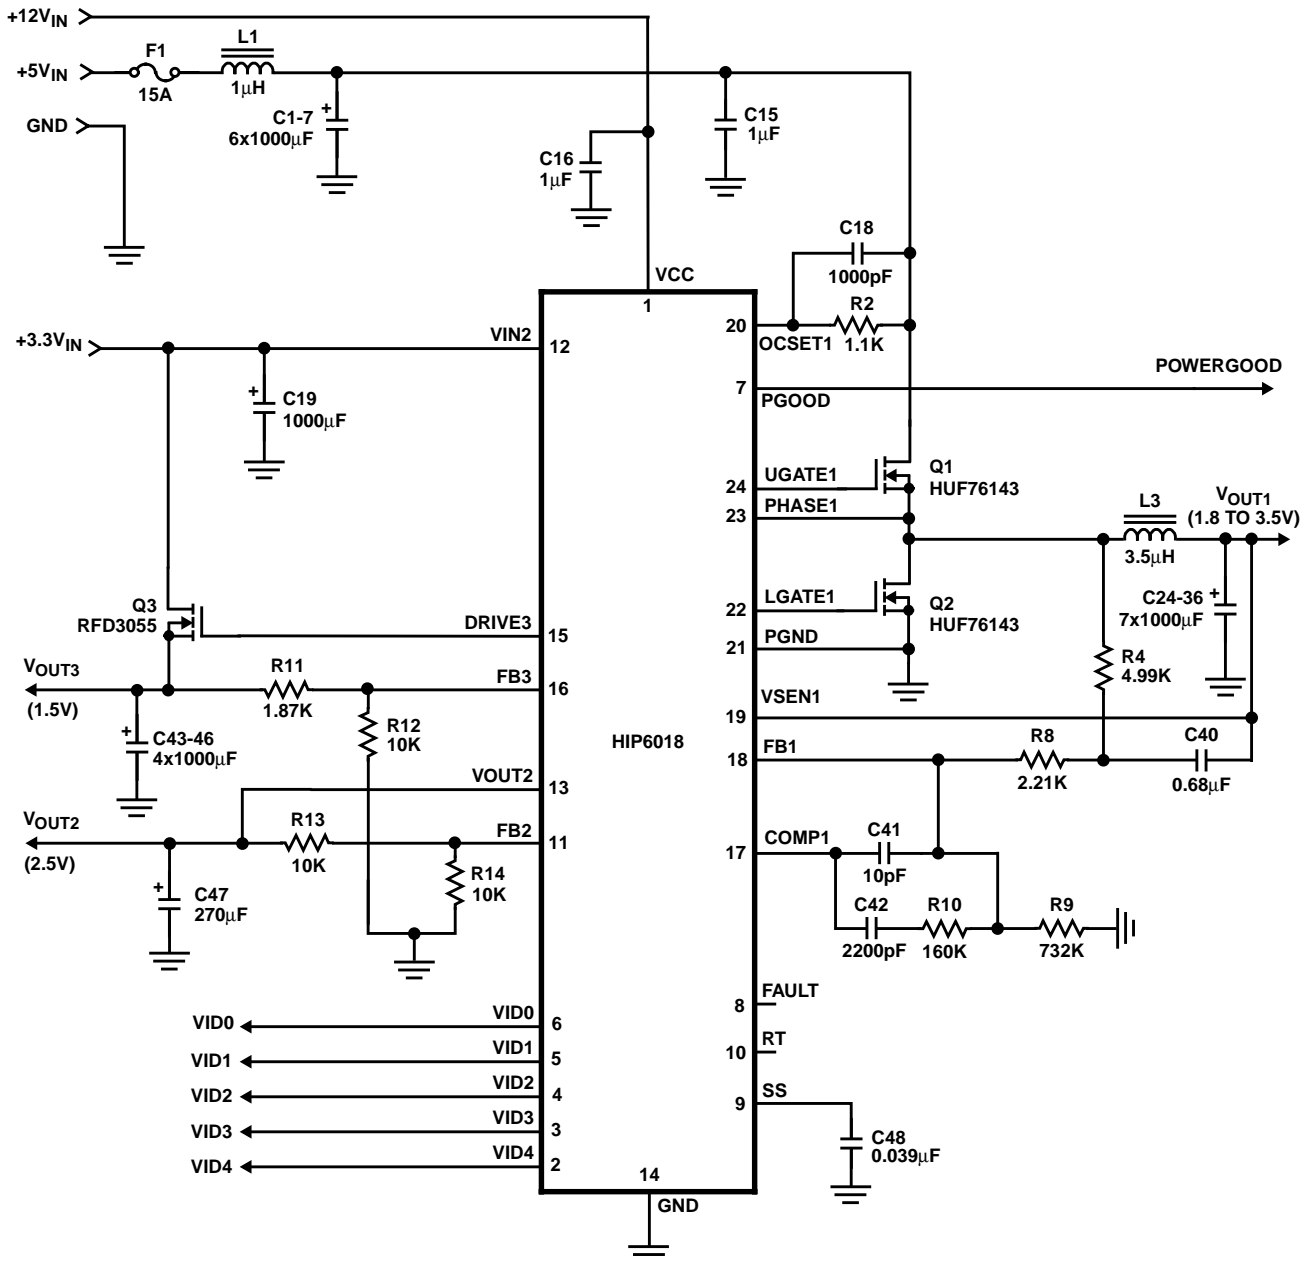 +12VIN
+5VIN
F1
15A
L1
1μH
GND
C1-7
6x1000μF
C15
1μF
C16
1μF
C18
1000pF
VCC
1
R2
1.1K
20
OCSET1
+3.3VIN
VIN2
12
C19
1000μF
7
PGOOD
POWERGOOD
24
UGATE1
Q1
HUF76143
23
PHASE1
L3
3.5μH
VOUT1
(1.8 TO 3.5V)
Q3
RFD3055
DRIVE3
15
22
LGATE1
Q2
HUF76143
C24-36
7x1000μF
21
PGND
R4
4.99K
VOUT3
(1.5V)
R11
1.87K
FB3
16
VSEN1
19
R12
10K
C43-46
4x1000μF
HIP6018
18
FB1
R8
2.21K
C40
0.68μF
VOUT2
13
VOUT2
(2.5V)
R13
10K
FB2
11
17
COMP1
C41
10pF
R14
10K
C47
270μF
C42
2200pF
R10
160K
R9
732K
8
FAULT
VID0
VID0
6
10
RT
VID1
VID1
5
VID2
VID2
4
9
SS
VID3
VID3
3
C48
0.039μF
VID4
VID4
2
14
GND